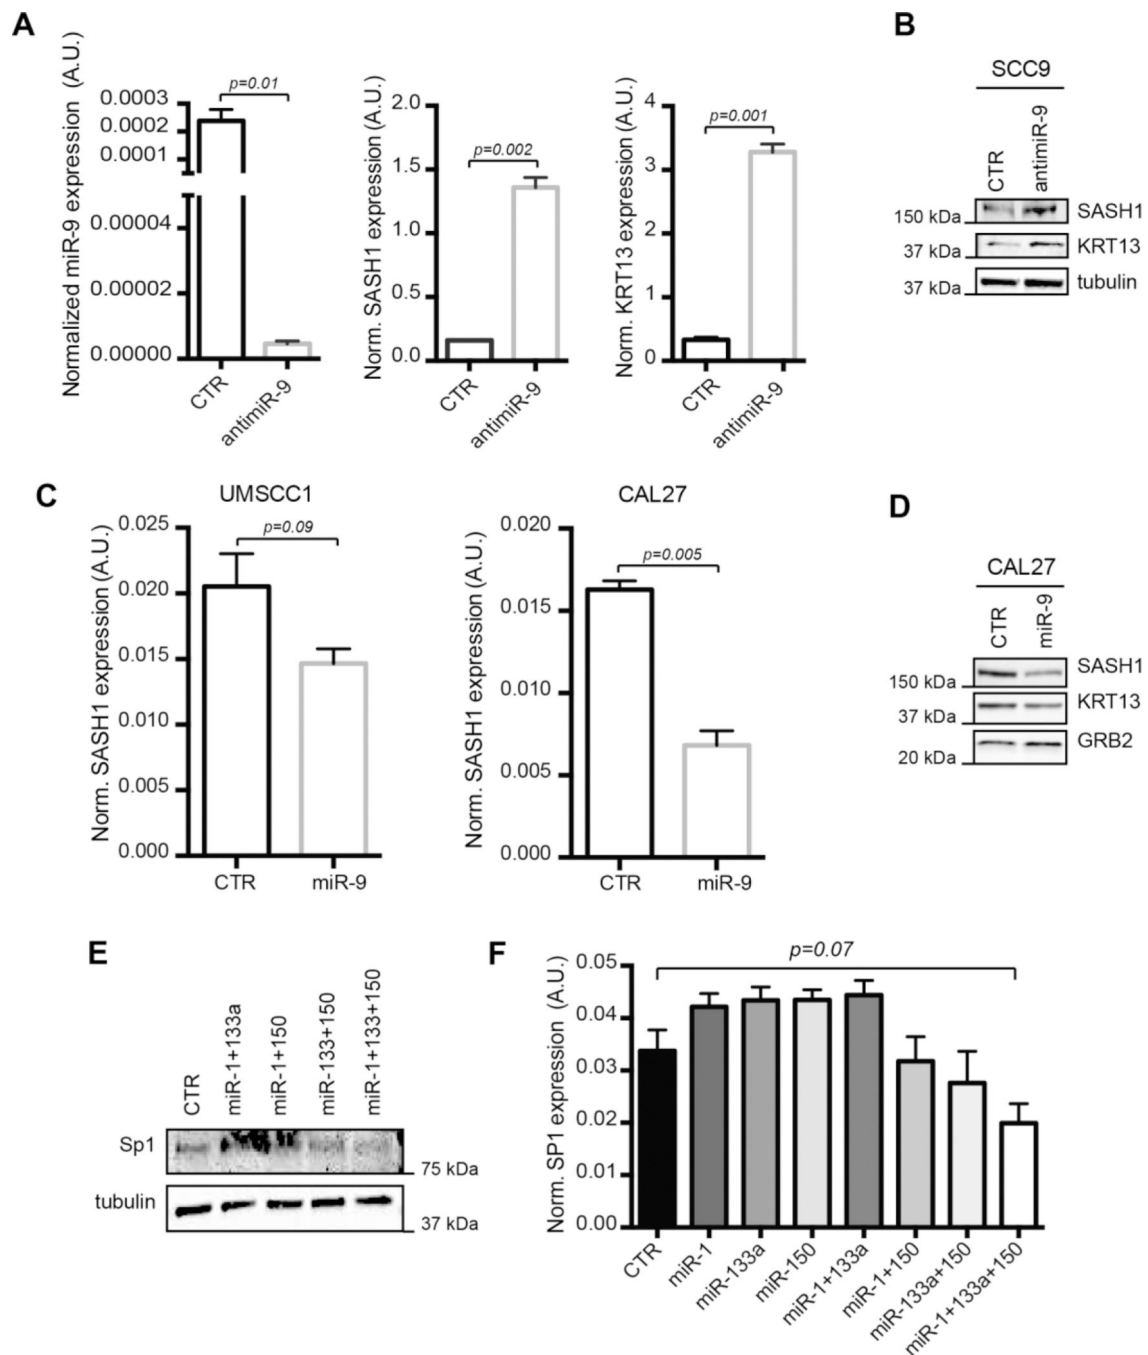 A
Normalized miR-9 expression (A.U.)
0.0003
0.0002
0.0001
0.00004
0.00002
0.00000
p=0.01
CTR
antimiR-9
Norm. SASH1 expression (A.U.)
2.0
1.5
1.0
0.5
0.0
p=0.002
CTR
antimiR-9
Norm. KRT13 expression (A.U.)
4
3
2
1
0
p=0.001
CTR
antimiR-9
B
SCC9
CTR
antimiR-9
150 kDa
SASH1
37 kDa
KRT13
37 kDa
tubulin
C
UMSCC1
Norm. SASH1 expression (A.U.)
0.025
0.020
0.015
0.010
0.005
0.000
p=0.09
CTR
miR-9
CAL27
Norm. SASH1 expression (A.U.)
0.020
0.015
0.010
0.005
0.000
p=0.005
CTR
miR-9
D
CAL27
CTR
miR-9
150 kDa
SASH1
37 kDa
KRT13
20 kDa
GRB2
E
CTR
miR-1+133a
miR-1+150
miR-133+150
miR-1+133+150
Sp1
75 kDa
tubulin
37 kDa
F
Norm. SP1 expression (A.U.)
0.05
0.04
0.03
0.02
0.01
0.00
p=0.07
CTR
miR-1
miR-133a
miR-150
miR-1+133a
miR-1+150
miR-133a+150
miR-1+133a+150